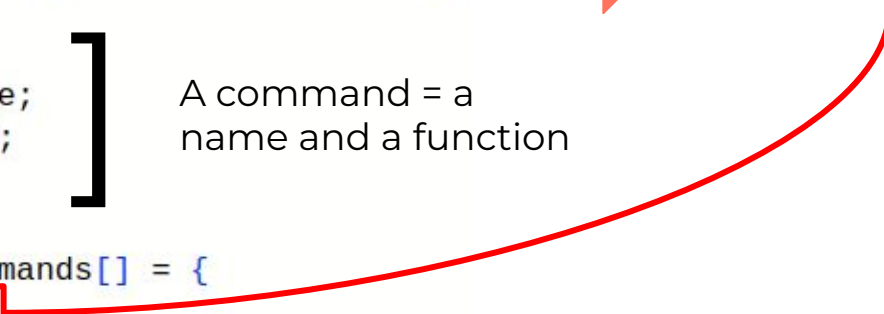 e;
;
A command = a
name and a function
mands[] = {